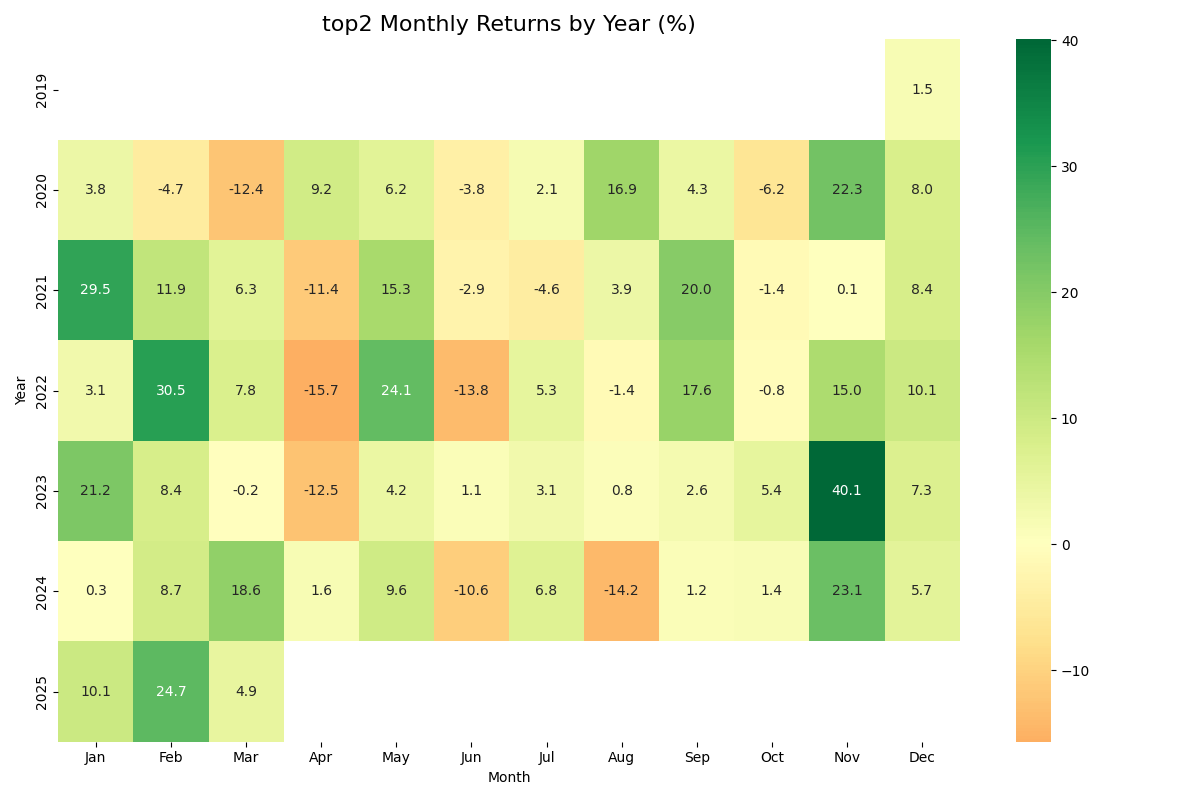 top2 Monthly Returns by Year (%)
40
2019 1.5
30
2020 3.8 -4.7 -12.4 9.2 6.2 -3.8 2.1 16.9 4.3 -6.2 22.3 8.0
20
2021 29.5 11.9 6.3 -11.4 15.3 -2.9 -4.6 3.9 20.0 -1.4 0.1 8.4
Year
2022 3.1 30.5 7.8 -15.7 24.1 -13.8 5.3 -1.4 17.6 -0.8 15.0 10.1
10
2023 21.2 8.4 -0.2 -12.5 4.2 1.1 3.1 0.8 2.6 5.4 40.1 7.3
0
2024 0.3 8.7 18.6 1.6 9.6 -10.6 6.8 -14.2 1.2 1.4 23.1 5.7
−10
2025 10.1 24.7 4.9
Jan Feb Mar Apr May Jun Jul Aug Sep Oct Nov Dec
Month